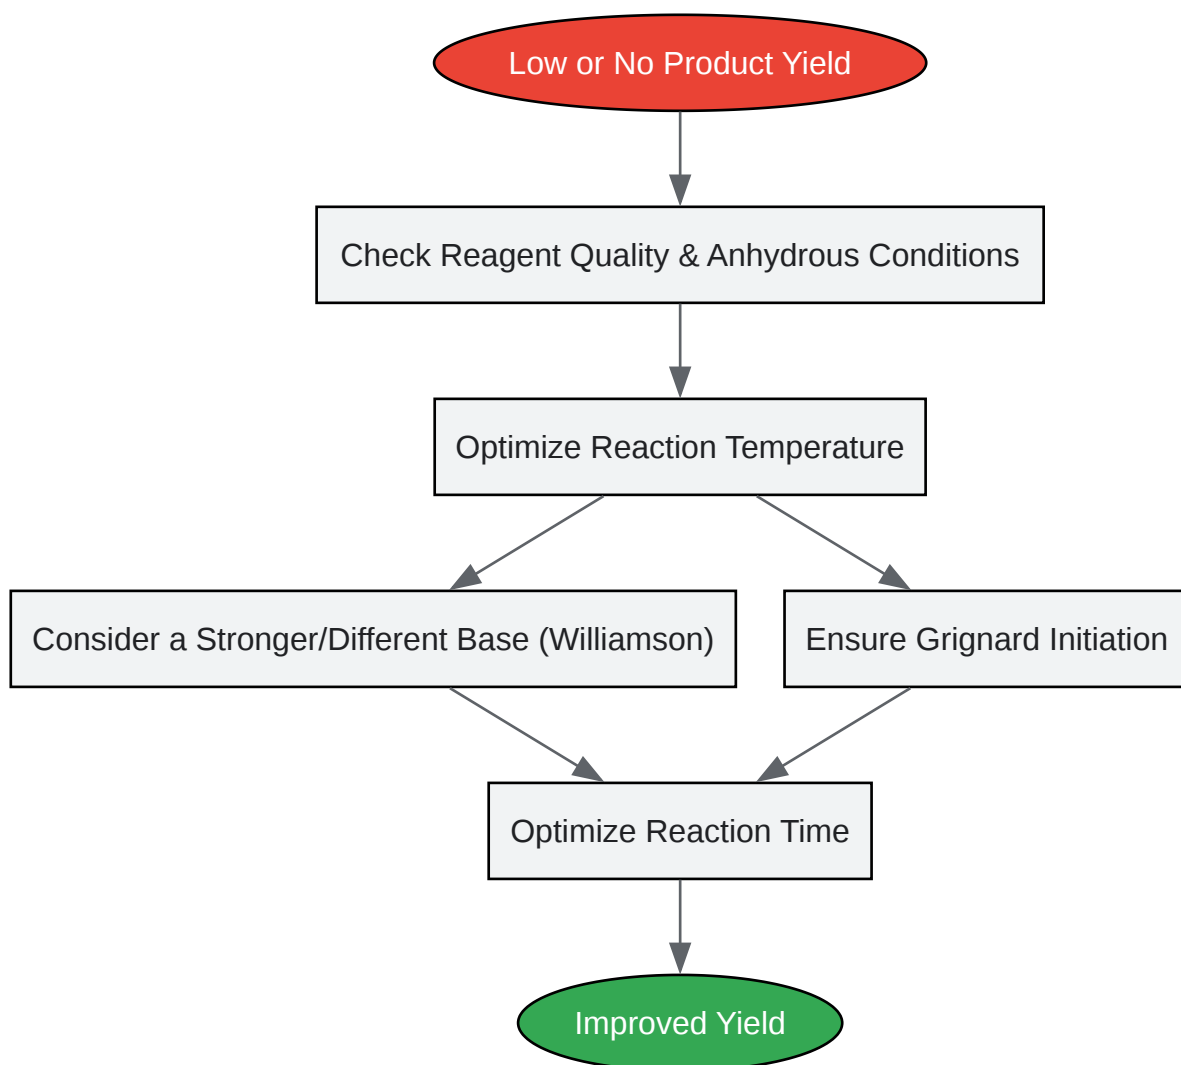 Low or No Product Yield
Check Reagent Quality & Anhydrous Conditions
Optimize Reaction Temperature
Consider a Stronger/Different Base (Williamson)
Ensure Grignard Initiation
Optimize Reaction Time
Improved Yield